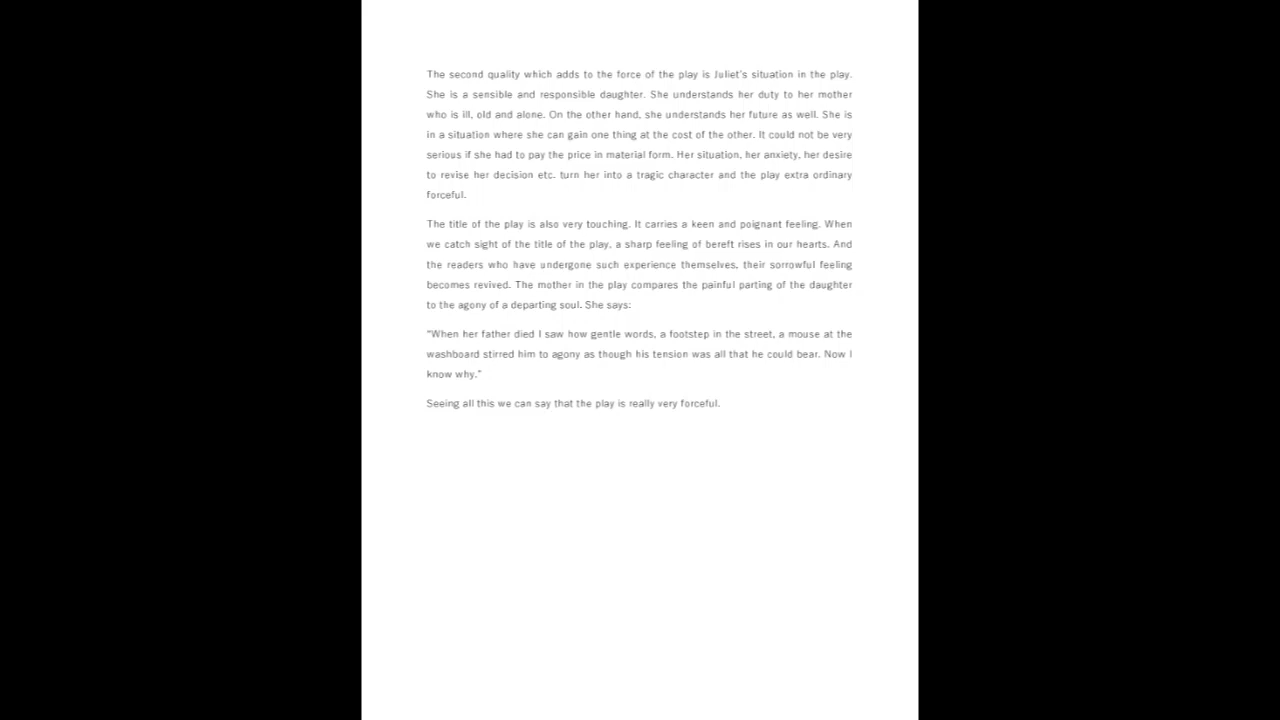 The second quality which adds to the force of the play is Juliet's situation in the play.
She is a sensible and responsible daughter. She understands her duty to her mother
who is ill, old and alone. On the other hand, she understands her future as well. She is
in a situation where she can gain one thing at the cost of the other. It could not be very
serious if she had to pay the price in material form. Her situation, her anxiety, her desire
to revise her decision etc. turn her into a tragic character and the play extra ordinary
forceful.
The title of the play is also very touching. It carries a keen and poignant feeling. When
we catch sight of the title of the play, a sharp feeling of bereft rises in our hearts. And
the readers who have undergone such experience themselves, their sorrowful feeling
becomes revived. The mother in the play compares the painful parting of the daughter
to the agony of a departing soul. She says:
"When her father died I saw how gentle words, a footstep in the street, a mouse at the
washboard stirred him to agony as though his tension was all that he could bear. Now I
know why."
Seeing all this we can say that the play is really very forceful.